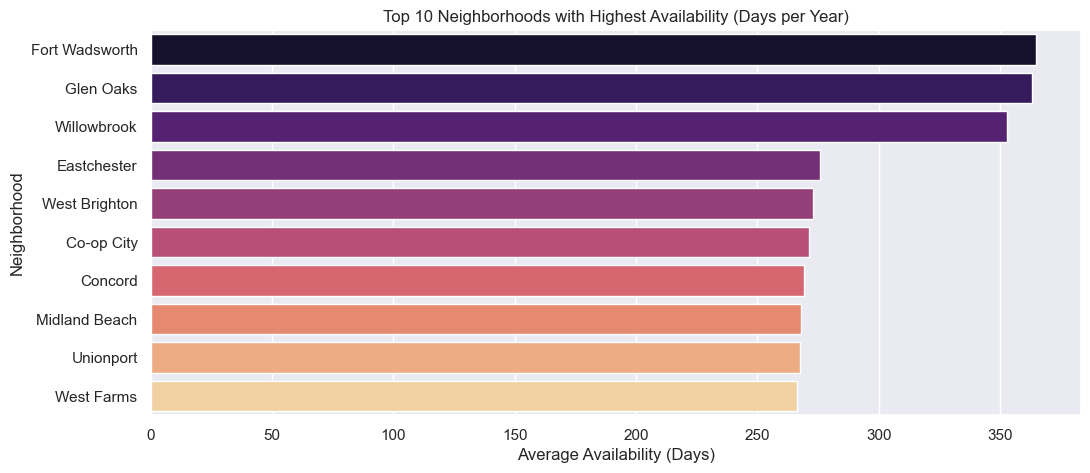 Top 10 Neighborhoods with Highest Availability (Days per Year)
Neighborhood
Fort Wadsworth
Glen Oaks
Willowbrook
Eastchester
West Brighton
Co-op City
Concord
Midland Beach
Unionport
West Farms
0 50 100 150 200 250 300 350
Average Availability (Days)